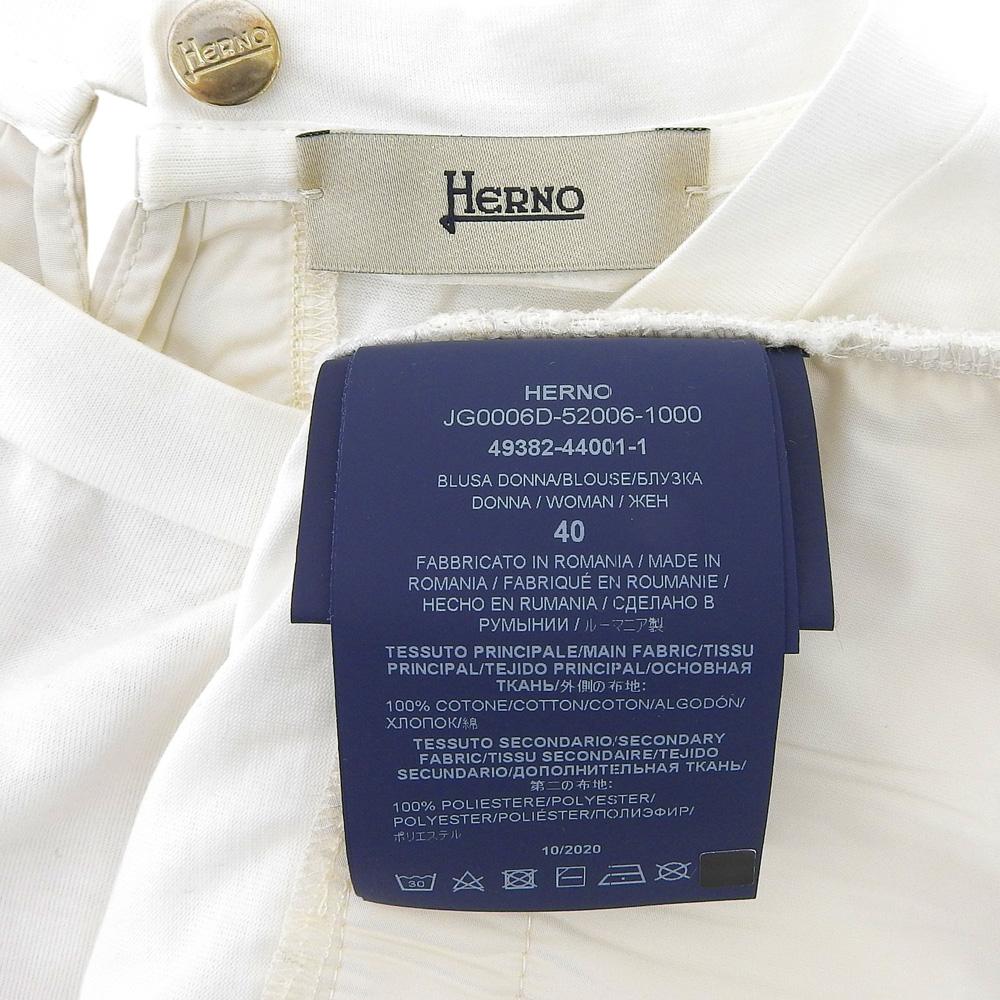 HERNO
HERNO
HERNO
JG0006D-52006-1000
49382-44001-1
BLUSA DONNA/BLOUSE/БЛУЗКА
DONNA / WOMAN / ЖЕН
40
FABBRICATO IN ROMANIA / MADE IN
ROMANIA / FABRIQUÉ EN ROUMANIE /
HECHO EN RUMANIA / СДЕЛАНО В
РУМЫНИИ / ルーマニア製
TESSUTO PRINCIPALE/MAIN FABRIC/TISSU
PRINCIPAL/TEJIDO PRINCIPAL/ОСНОВНАЯ
ТКАНЬ/外側の布地:
100% COTONE/COTTON/COTON/ALGODÓN/
ХЛОПОК/綿
TESSUTO SECONDARIO/SECONDARY
FABRIC/TISSU SECONDAIRE/TEJIDO
SECUNDARIO/ДОПОЛНИТЕЛЬНАЯ ТКАНЬ/
第二の布地:
100% POLIESTERE/POLYESTER/
POLYESTER/POLIÉSTER/ПОЛИЭФИР/
ポリエステル
10/2020
30